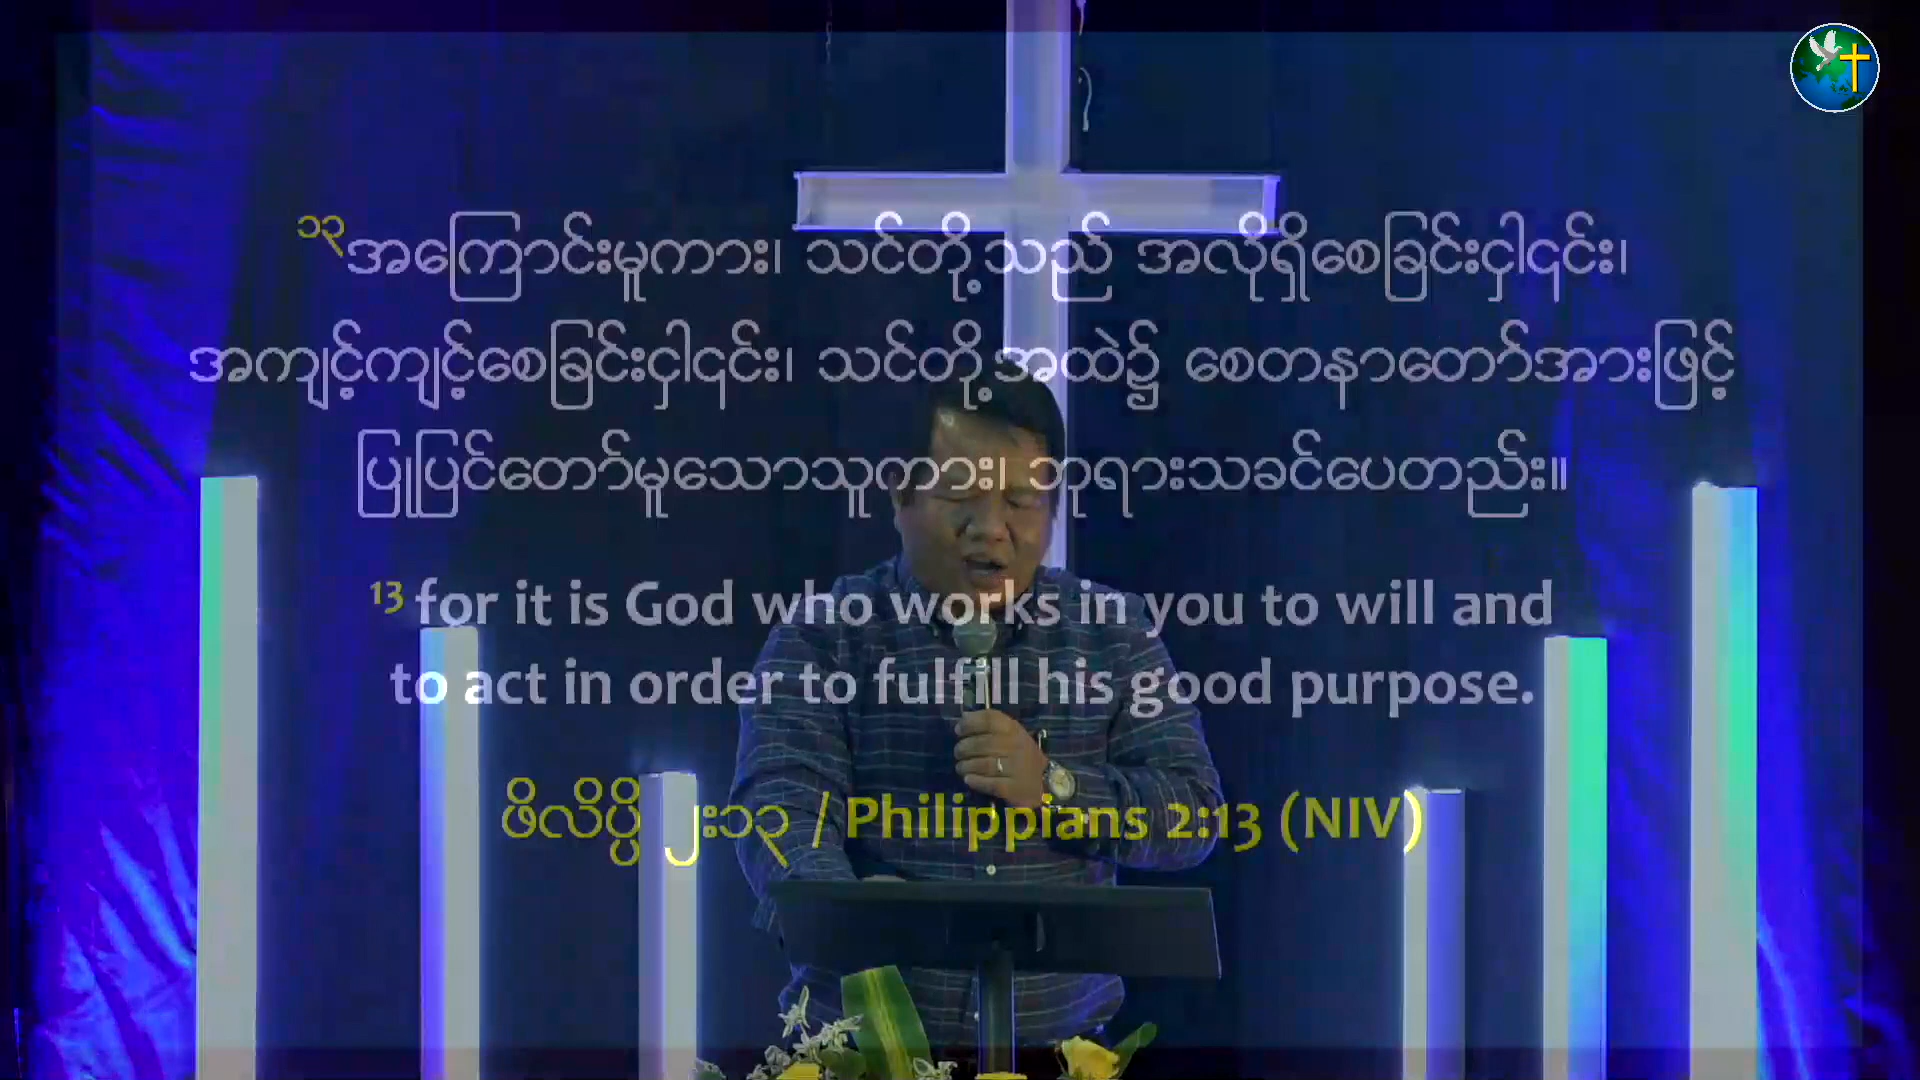 ၁၃အကြောင်းမူကား၊ သင်တို့သည် အလိုရှိစေခြင်းငှါ၎င်း၊
အကျင့်ကျင့်စေခြင်းငှါ၎င်း၊ သင်တို့အထဲ၌ စေတနာတော်အားဖြင့်
ပြုပြင်တော်မူသောသူကား၊ ဘုရားသခင်ပေတည်း။
13 for it is God who works in you to will and
to act in order to fulfill his good purpose.
ဖိလိပ္ပိ ၂း၁၃ / Philippians 2:13 (NIV)